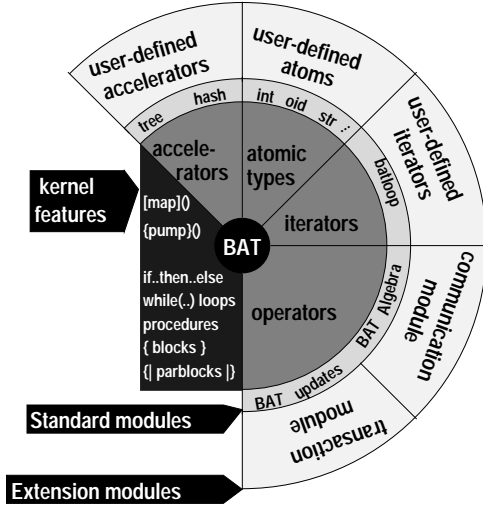 user-defined
accelerators
user-defined
atoms
user-defined
iterators
communication
module
transaction
module
tree hash
int oid str ...
batloop
BAT Algebra
BAT updates
accele-
rators
atomic
types
iterators
operators
BAT
kernel
features
[map]()
{pump}()
if..then..else
while(..) loops
procedures
{ blocks }
{| parblocks |}
Standard modules
Extension modules